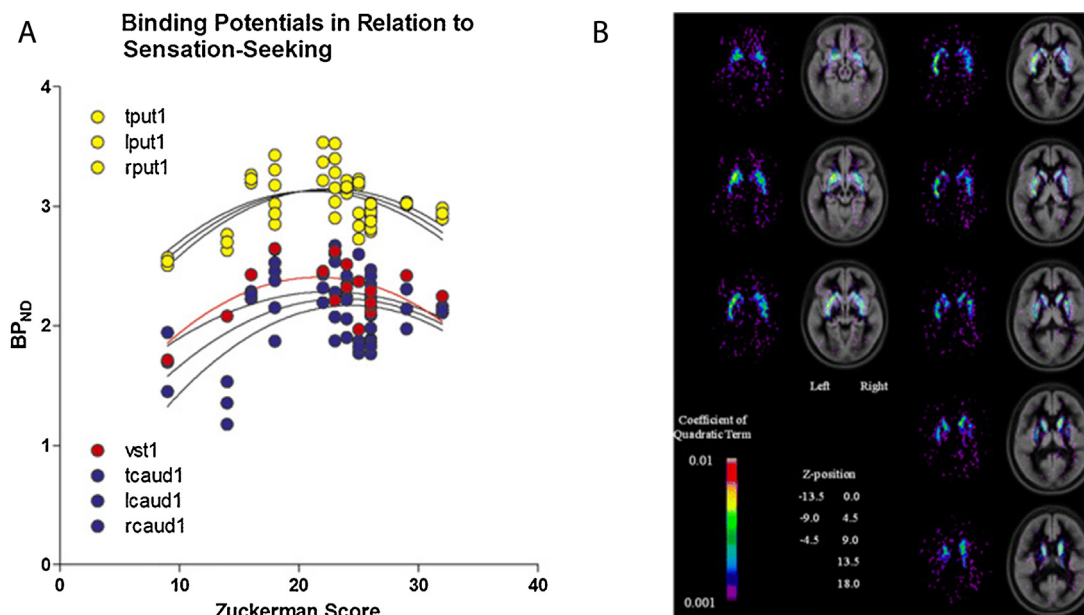 A
Binding Potentials in Relation to
Sensation-Seeking
4
tput1
lput1
rput1
3
BPND
2
1
vst1
tcaud1
lcaud1
rcaud1
0
0 10 20 30 40
Zuckerman Score
B
Left Right
Coefficient of
Quadratic Term
0.01
0.001
Z-position
-13.5 0.0
-9.0 4.5
-4.5 9.0
13.5
18.0